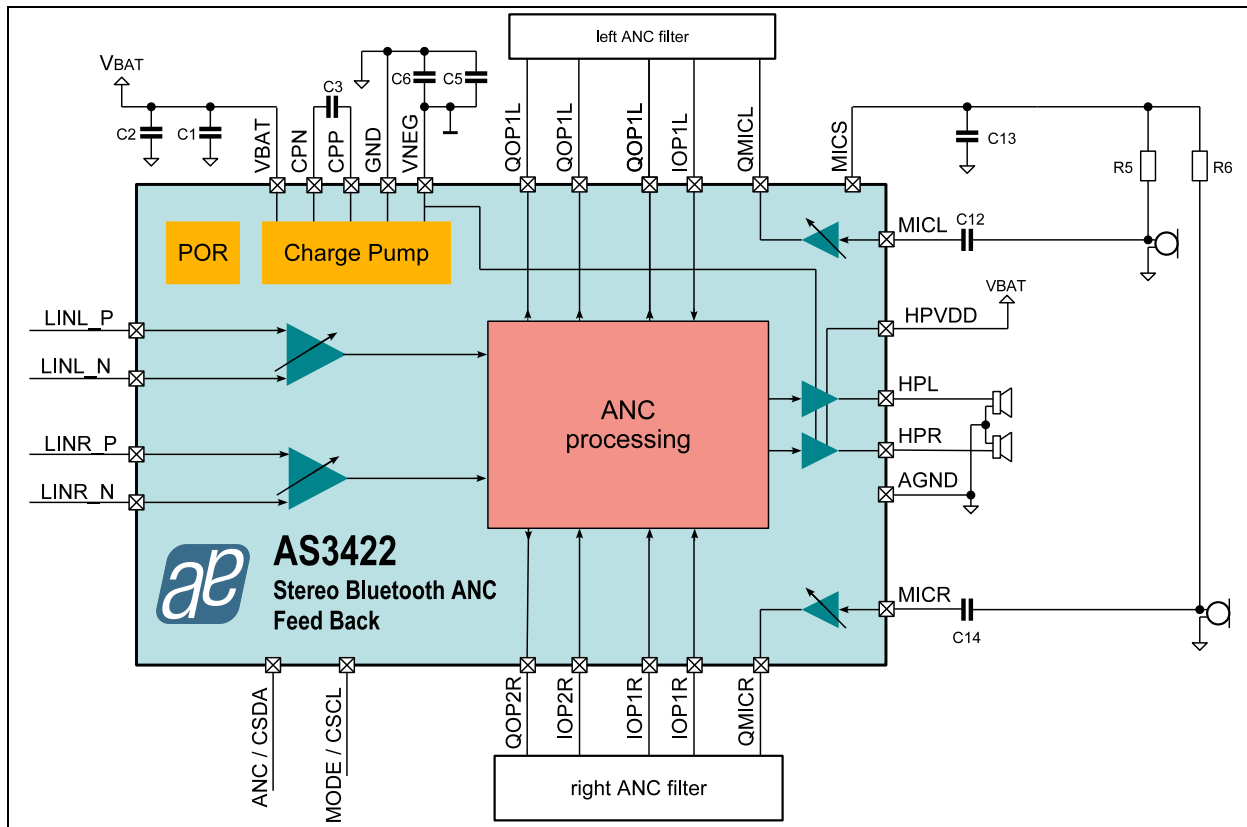 left ANC filter
VBAT
C2
C1
C3
C6
C5
VBAT
CPN
CPP
GND
VNEG
QOP1L
QOP1L
QOP1L
IOP1L
QMICL
MICS
C13
R5
R6
POR
Charge Pump
MICL
C12
LINL_P
LINL_N
LINR_P
LINR_N
ANC
processing
HPVDD
VBAT
HPL
HPR
AGND
MICR
C14
ae
AS3422
Stereo Bluetooth ANC
Feed Back
ANC / CSDA
MODE / CSCL
QOP2R
IOP2R
IOP1R
IOP1R
QMICR
right ANC filter